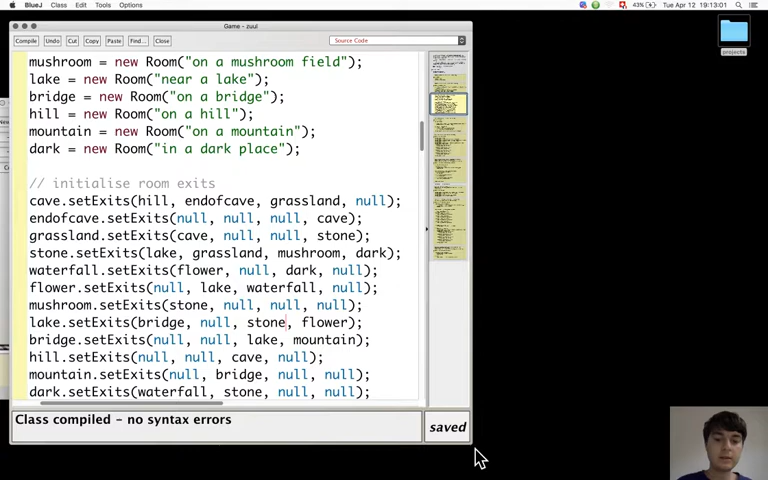 BlueJ Class Edit Tools Options
43% Tue Apr 12 19:13:01
Game - zuul
Compile Undo Cut Copy Paste Find... Close
Source Code
mushroom = new Room("on a mushroom field");
lake = new Room("near a lake");
bridge = new Room("on a bridge");
hill = new Room("on a hill");
mountain = new Room("on a mountain");
dark = new Room("in a dark place");
// initialise room exits
cave.setExits(hill, endofcave, grassland, null);
endofcave.setExits(null, null, null, cave);
grassland.setExits(cave, null, null, stone);
stone.setExits(lake, grassland, mushroom, dark);
waterfall.setExits(flower, null, dark, null);
flower.setExits(null, lake, waterfall, null);
mushroom.setExits(stone, null, null, null);
lake.setExits(bridge, null, stone, flower);
bridge.setExits(null, null, lake, mountain);
hill.setExits(null, null, cave, null);
mountain.setExits(null, bridge, null, null);
dark.setExits(waterfall, stone, null, null);
Class compiled - no syntax errors
saved
projects